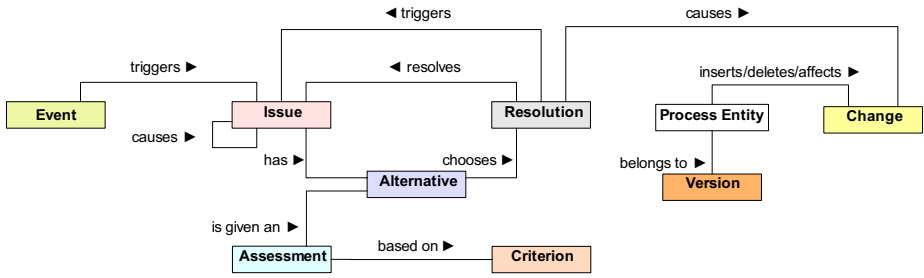 ◄ triggers
causes ►
triggers ►
◄ resolves
inserts/deletes/affects ►
Event
Issue
Resolution
Process Entity
Change
causes ►
has ►
chooses ►
belongs to ►
Alternative
Version
is given an ►
Assessment
based on ►
Criterion